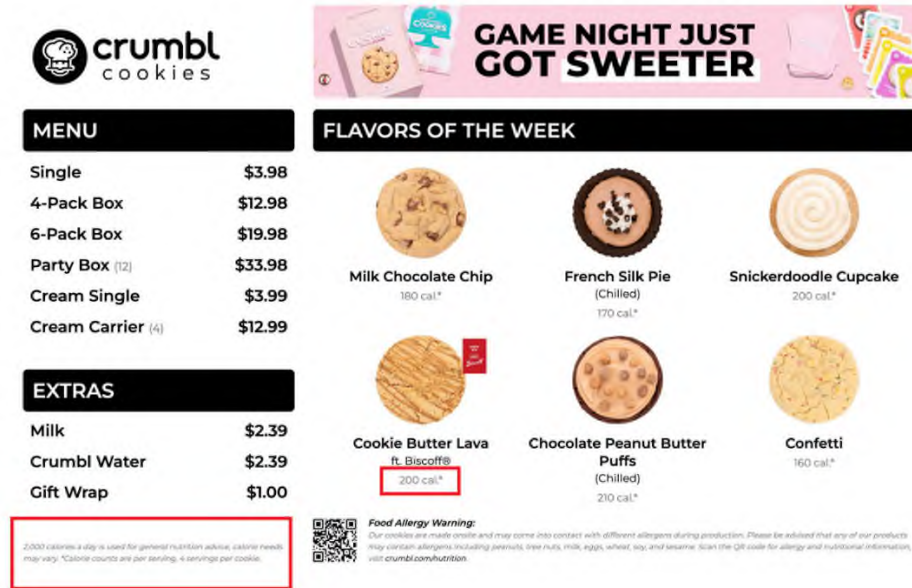 crumbl
cookies
GAME NIGHT JUST
GOT SWEETER
MENU
Single $3.98
4-Pack Box $12.98
6-Pack Box $19.98
Party Box (12) $33.98
Cream Single $3.99
Cream Carrier (4) $12.99
EXTRAS
Milk $2.39
Crumbl Water $2.39
Gift Wrap $1.00
2,000 calories a day is used for general nutrition advice, calorie needs
may vary. *Calorie counts are per serving, 4 servings per cookie.
FLAVORS OF THE WEEK
Milk Chocolate Chip
180 cal.*
French Silk Pie
(Chilled)
170 cal.*
Snickerdoodle Cupcake
200 cal.*
Cookie Butter Lava
ft. Biscoff®
200 cal.*
Chocolate Peanut Butter
Puffs
(Chilled)
210 cal.*
Confetti
160 cal.*
Food Allergy Warning:
Our cookies are made onsite and may come into contact with different allergens during production. Please be advised that any of our products
may contain allergens including peanuts, tree nuts, milk, eggs, wheat, soy, and sesame. Scan the QR code for allergy and nutritional information,
visit crumbl.com/nutrition.